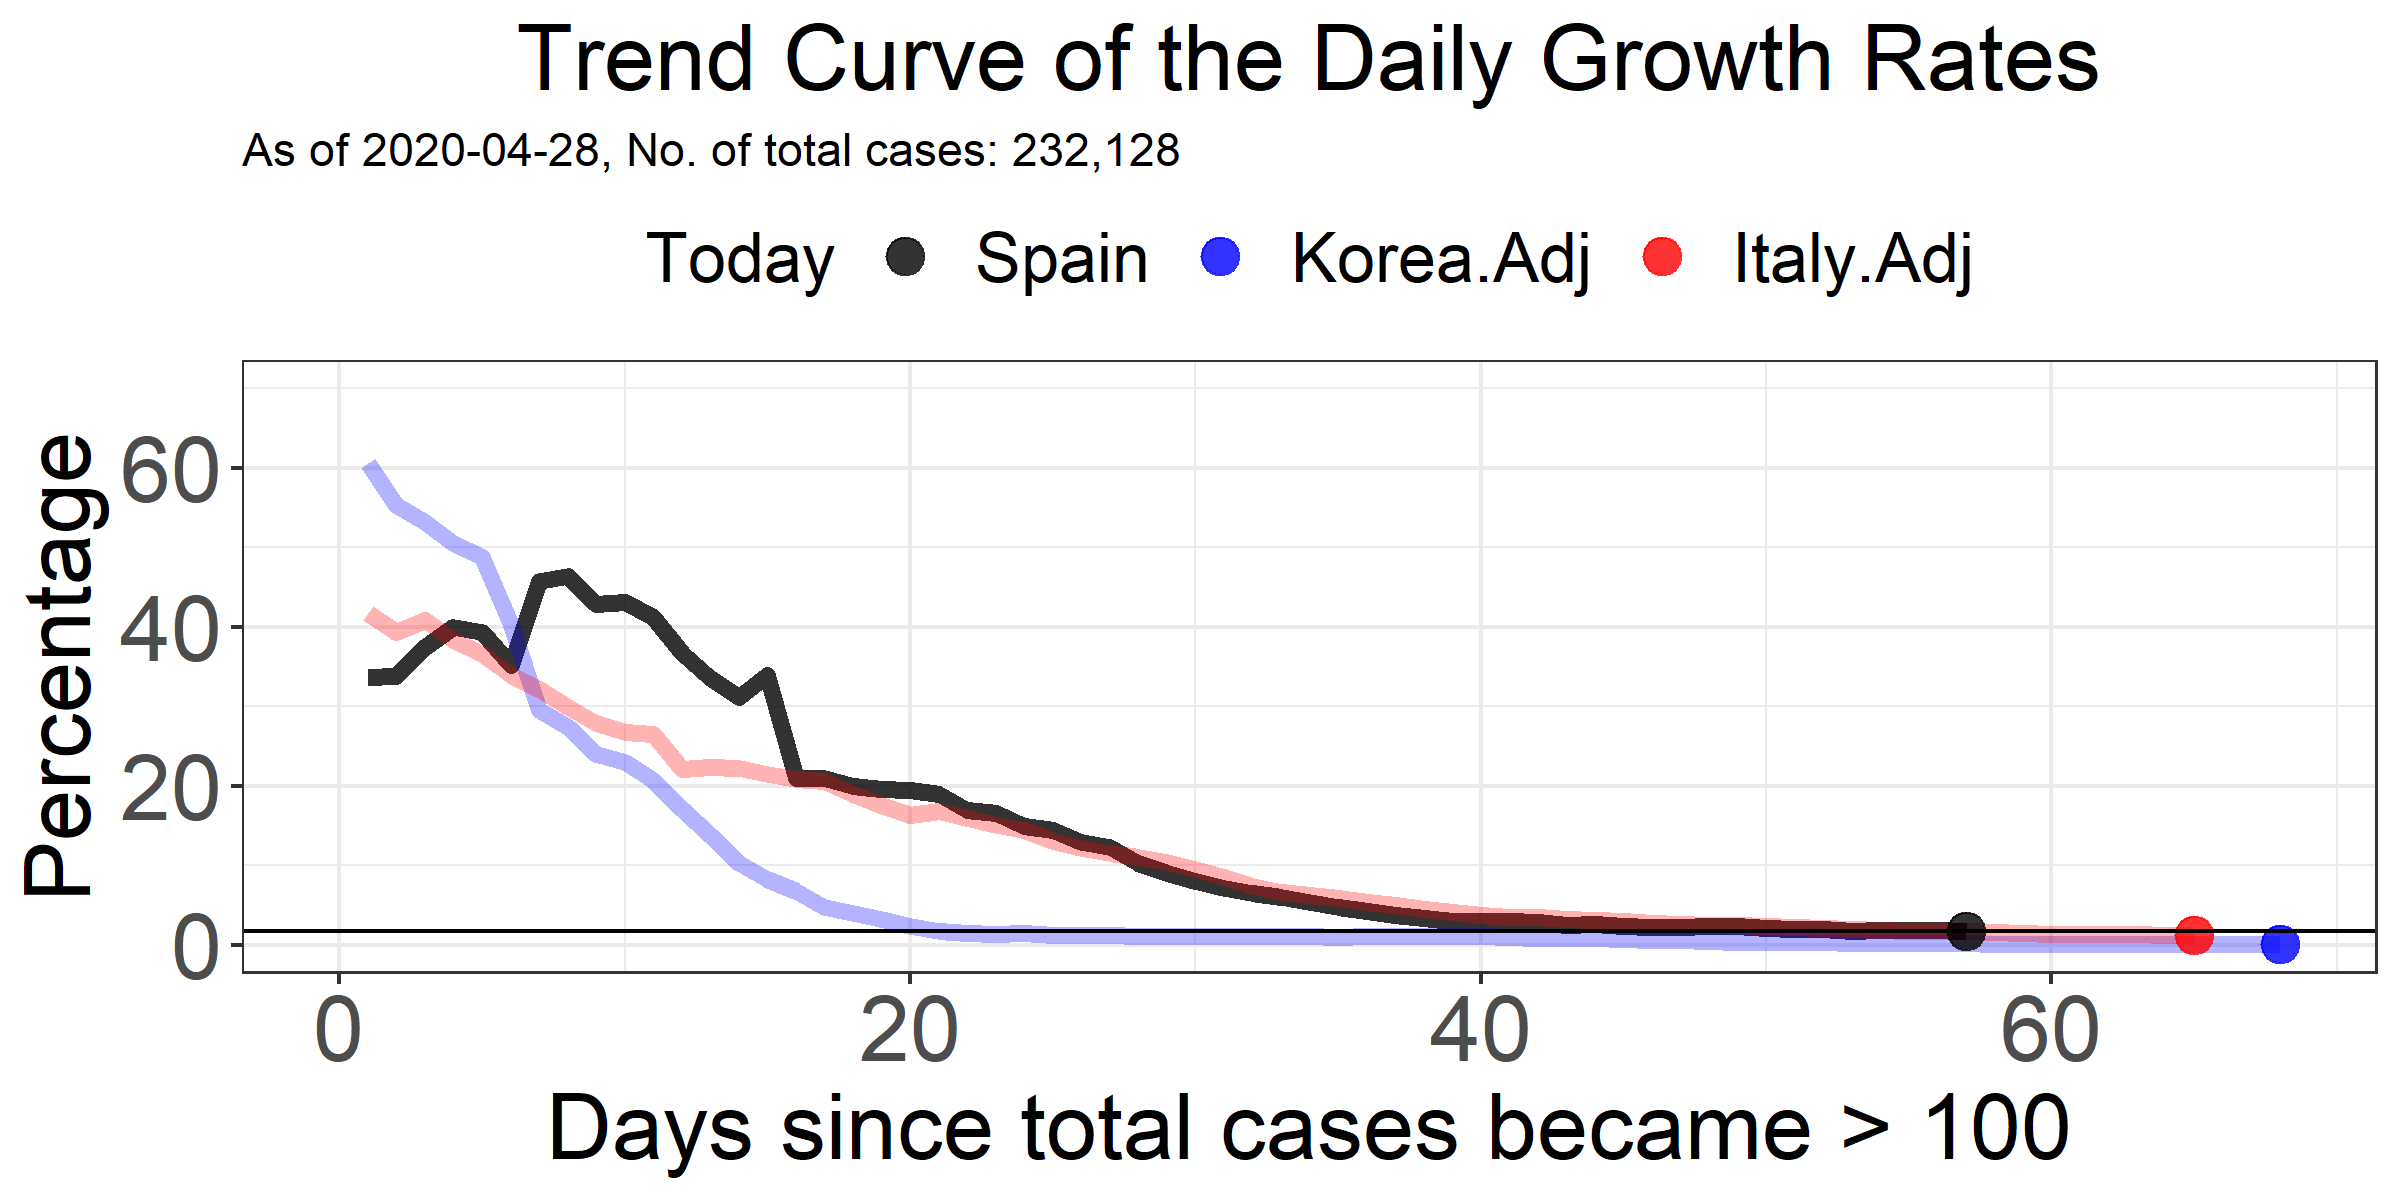 Trend Curve of the Daily Growth Rates
As of 2020-04-28, No. of total cases: 232,128
Today Spain Korea.Adj Italy.Adj
Percentage
60
40
20
0
0 20 40 60
Days since total cases became > 100